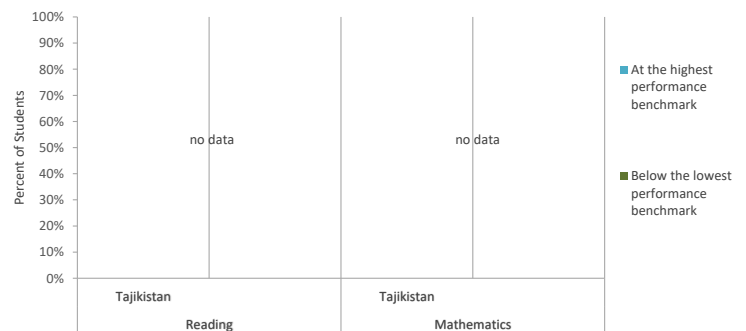 100%
90%
80%
70%
60%
50%
40%
30%
20%
10%
0%
Percent of Students
no data
no data
Tajikistan
Tajikistan
Reading
Mathematics
At the highest
performance
benchmark
Below the lowest
performance
benchmark